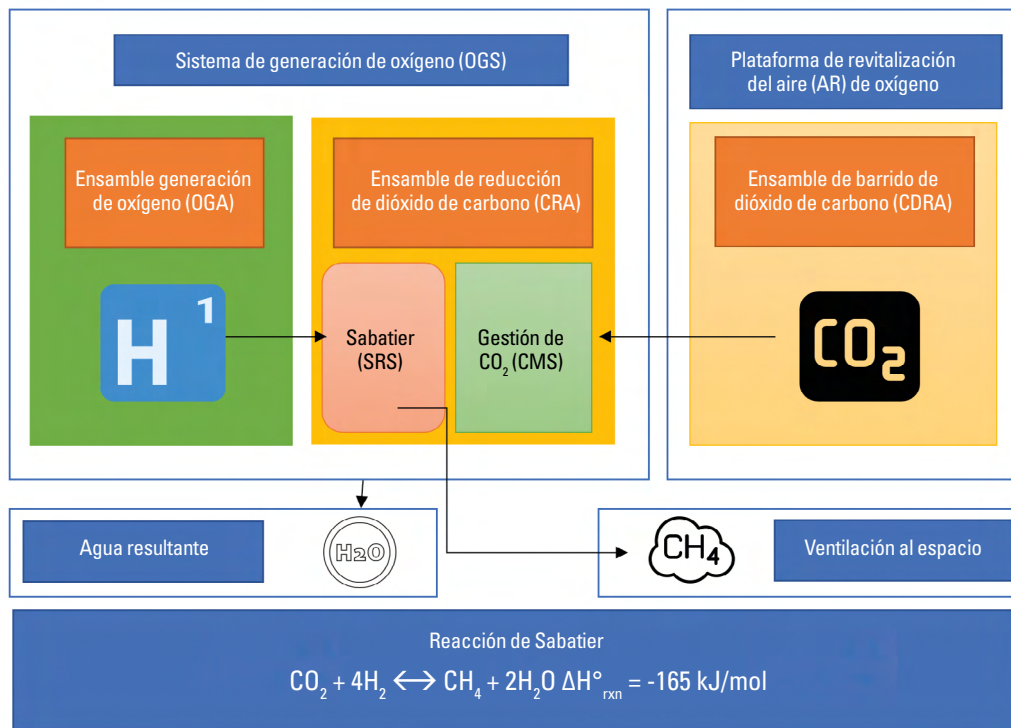 Sistema de generación de oxígeno (OGS)
Plataforma de revitalización
del aire (AR) de oxígeno
Ensamble generación
de oxígeno (OGA)
Ensamble de reducción
de dióxido de carbono (CRA)
Ensamble de barrido de
dióxido de carbono (CDRA)
H 1
Sabatier
(SRS)
Gestión de
CO₂ (CMS)
CO₂
Agua resultante
H2O
CH₄
Ventilación al espacio
Reacción de Sabatier
CO₂ + 4H₂ ⟷ CH₄ + 2H₂O ΔH°rxn = -165 kJ/mol